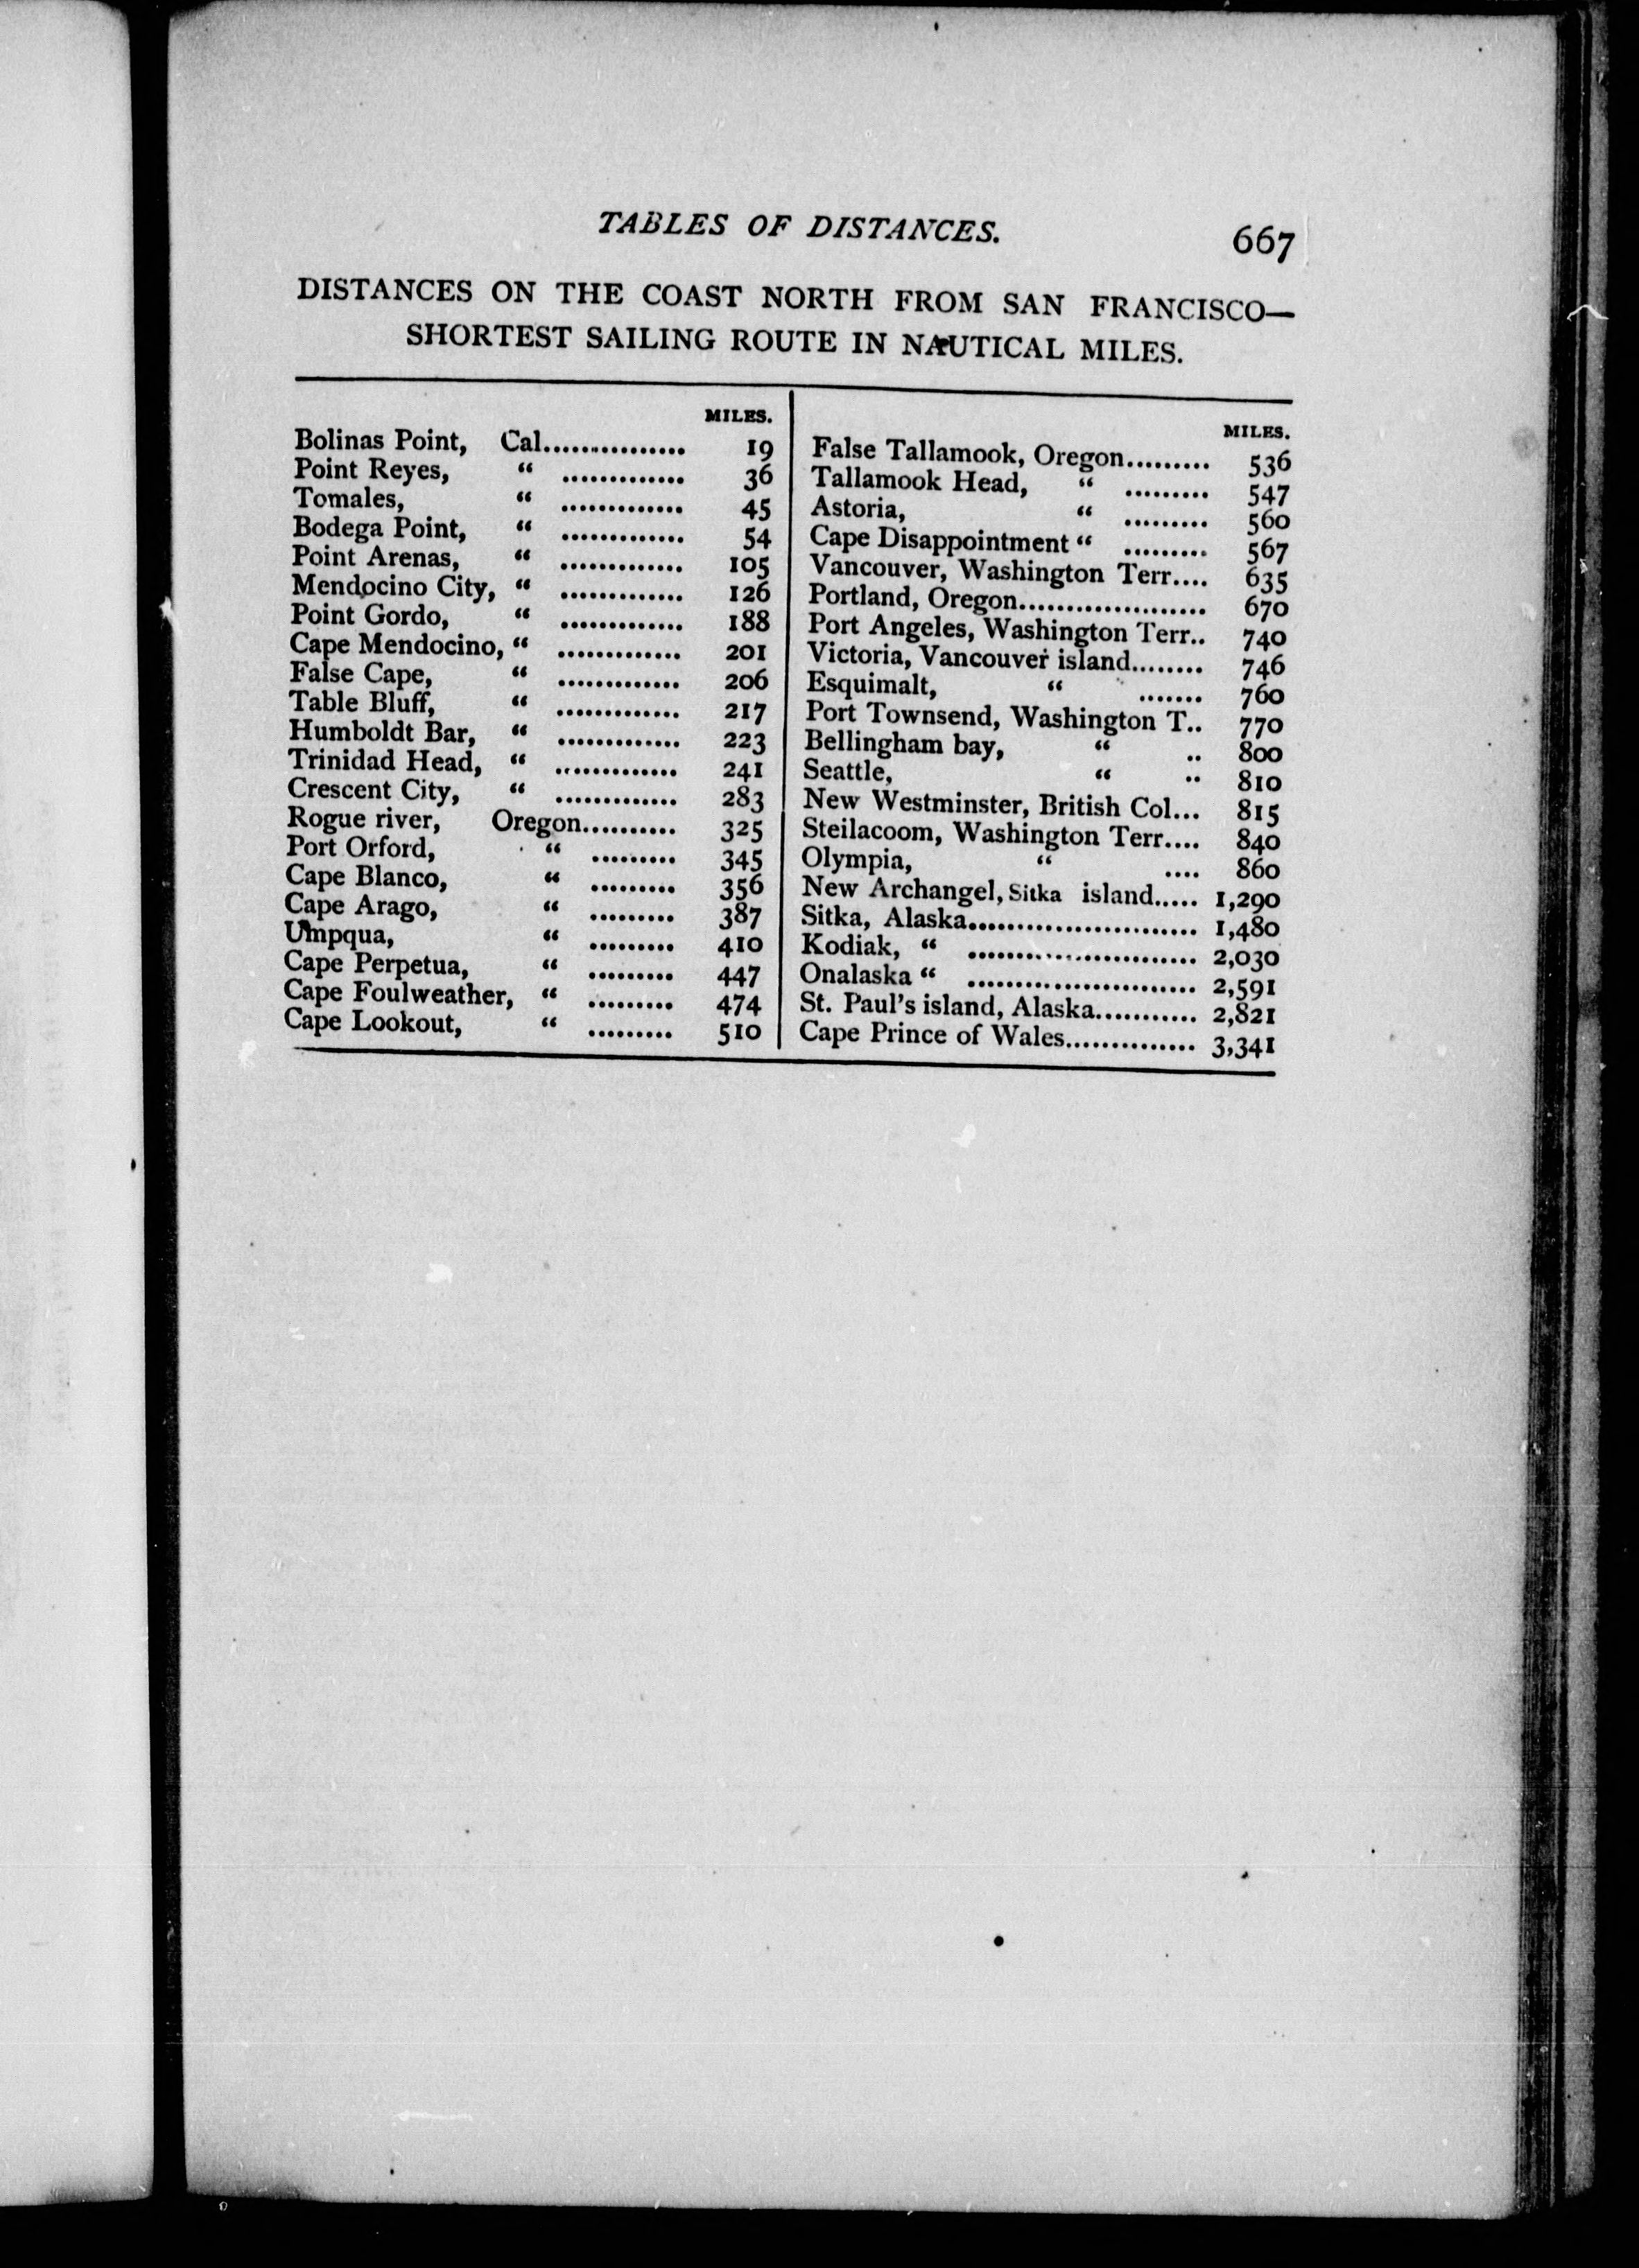 TABLES OF DISTANCES. 667
DISTANCES ON THE COAST NORTH FROM SAN FRANCISCO—
SHORTEST SAILING ROUTE IN NAUTICAL MILES.
MILES.
Bolinas Point, Cal............... 19
Point Reyes, “ ............. 36
Tomales, “ ............. 45
Bodega Point, “ ............. 54
Point Arenas, “ ............. 105
Mendocino City, “ ............. 126
Point Gordo, “ ............. 188
Cape Mendocino, “ ............. 201
False Cape, “ ............. 206
Table Bluff, “ ............. 217
Humboldt Bar, “ ............. 223
Trinidad Head, “ ............. 241
Crescent City, “ ............. 283
Rogue river, Oregon.......... 325
Port Orford, “ ......... 345
Cape Blanco, “ ......... 356
Cape Arago, “ ......... 387
Umpqua, “ ......... 410
Cape Perpetua, “ ......... 447
Cape Foulweather, “ ......... 474
Cape Lookout, “ ......... 510
MILES.
False Tallamook, Oregon......... 536
Tallamook Head, “ ......... 547
Astoria, “ ......... 560
Cape Disappointment “ ......... 567
Vancouver, Washington Terr.... 635
Portland, Oregon.................... 670
Port Angeles, Washington Terr.. 740
Victoria, Vancouver island........ 746
Esquimalt, “ ....... 760
Port Townsend, Washington T.. 770
Bellingham bay, “ .. 800
Seattle, “ .. 810
New Westminster, British Col... 815
Steilacoom, Washington Terr.... 840
Olympia, “ .... 860
New Archangel, Sitka island..... 1,290
Sitka, Alaska........................ 1,480
Kodiak, “ ........................ 2,030
Onalaska “ ........................ 2,591
St. Paul's island, Alaska........... 2,821
Cape Prince of Wales.............. 3,341